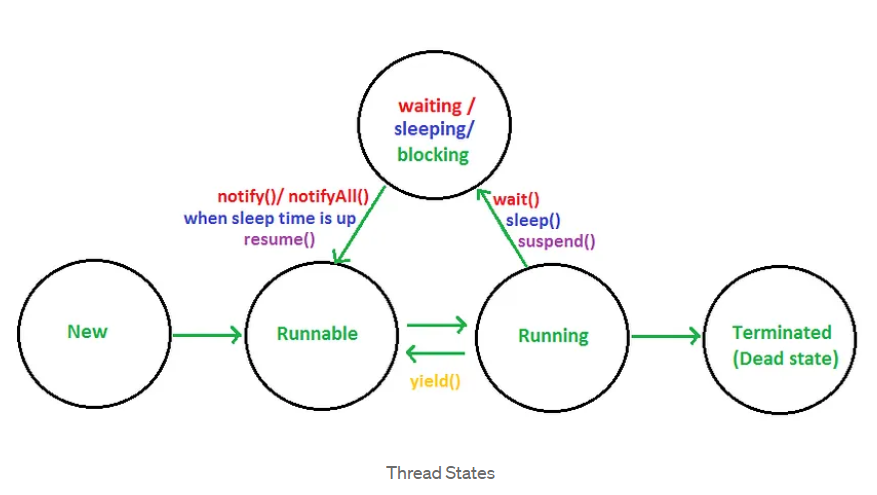 waiting /
sleeping/
blocking
notify()/ notifyAll()
when sleep time is up
resume()
wait()
sleep()
suspend()
New
Runnable
Running
Terminated
(Dead state)
yield()
Thread States